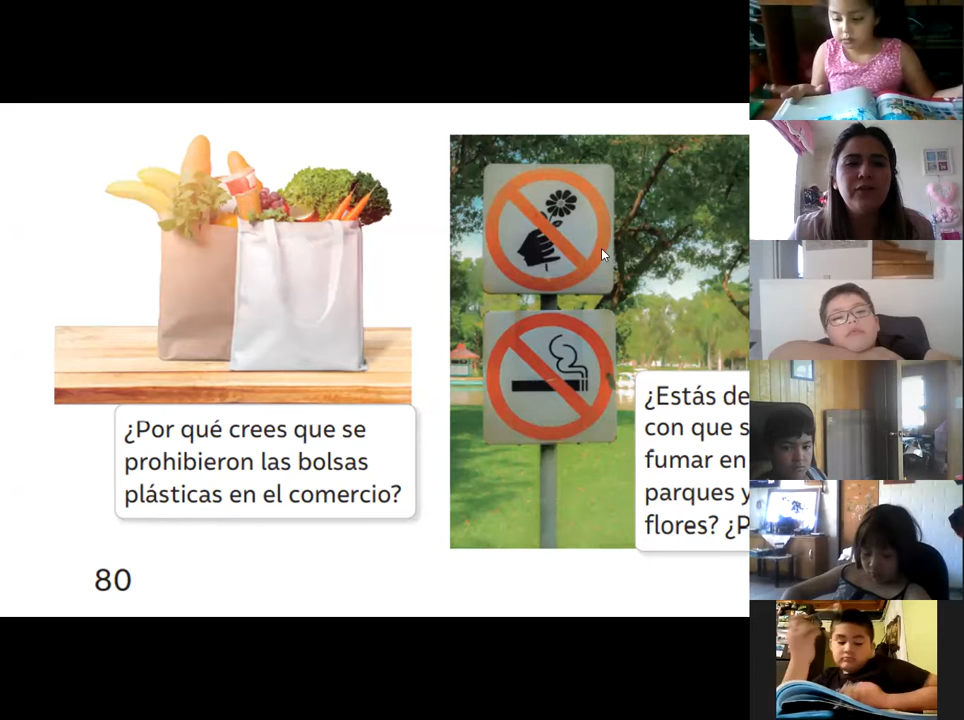 ¿Por qué crees que se
prohibieron las bolsas
plásticas en el comercio?
¿Estás de
con que s
fumar en
parques y
flores? ¿P
80